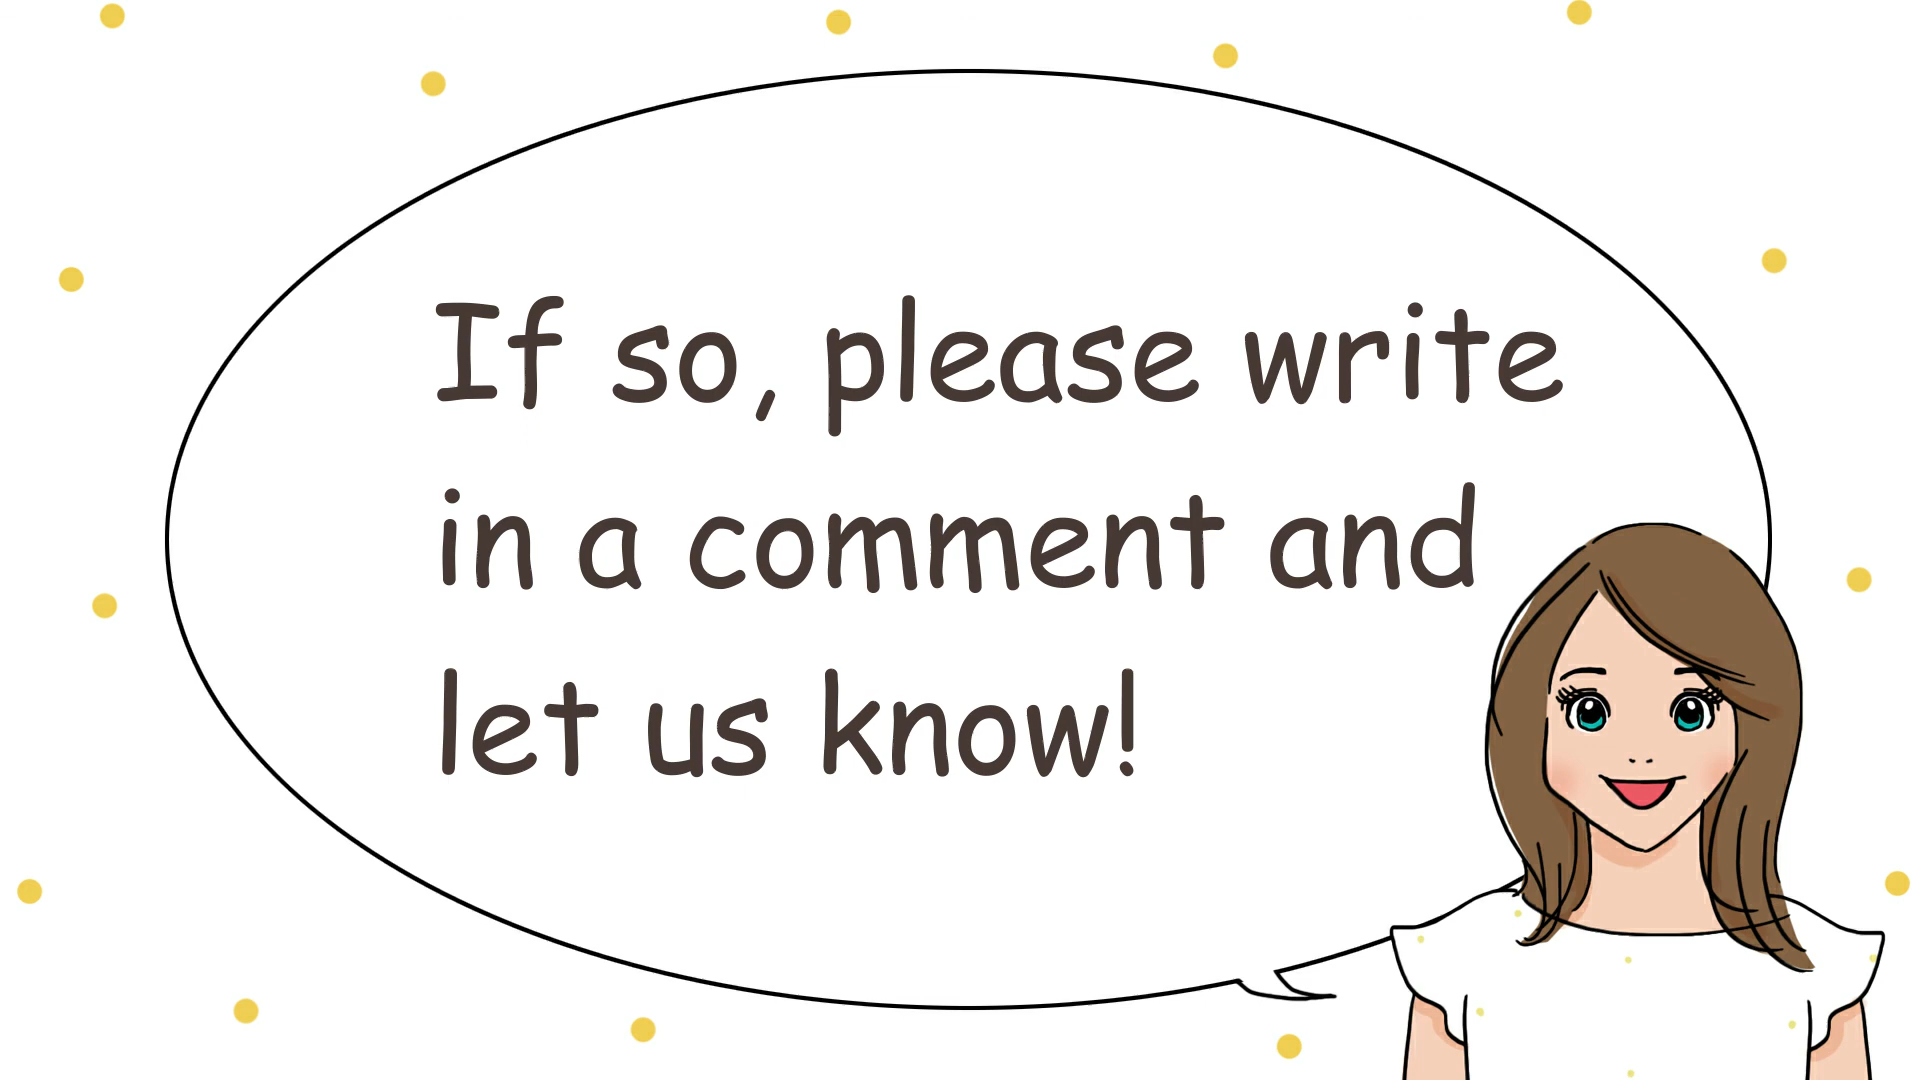 If so, please write
in a comment and
let us know!